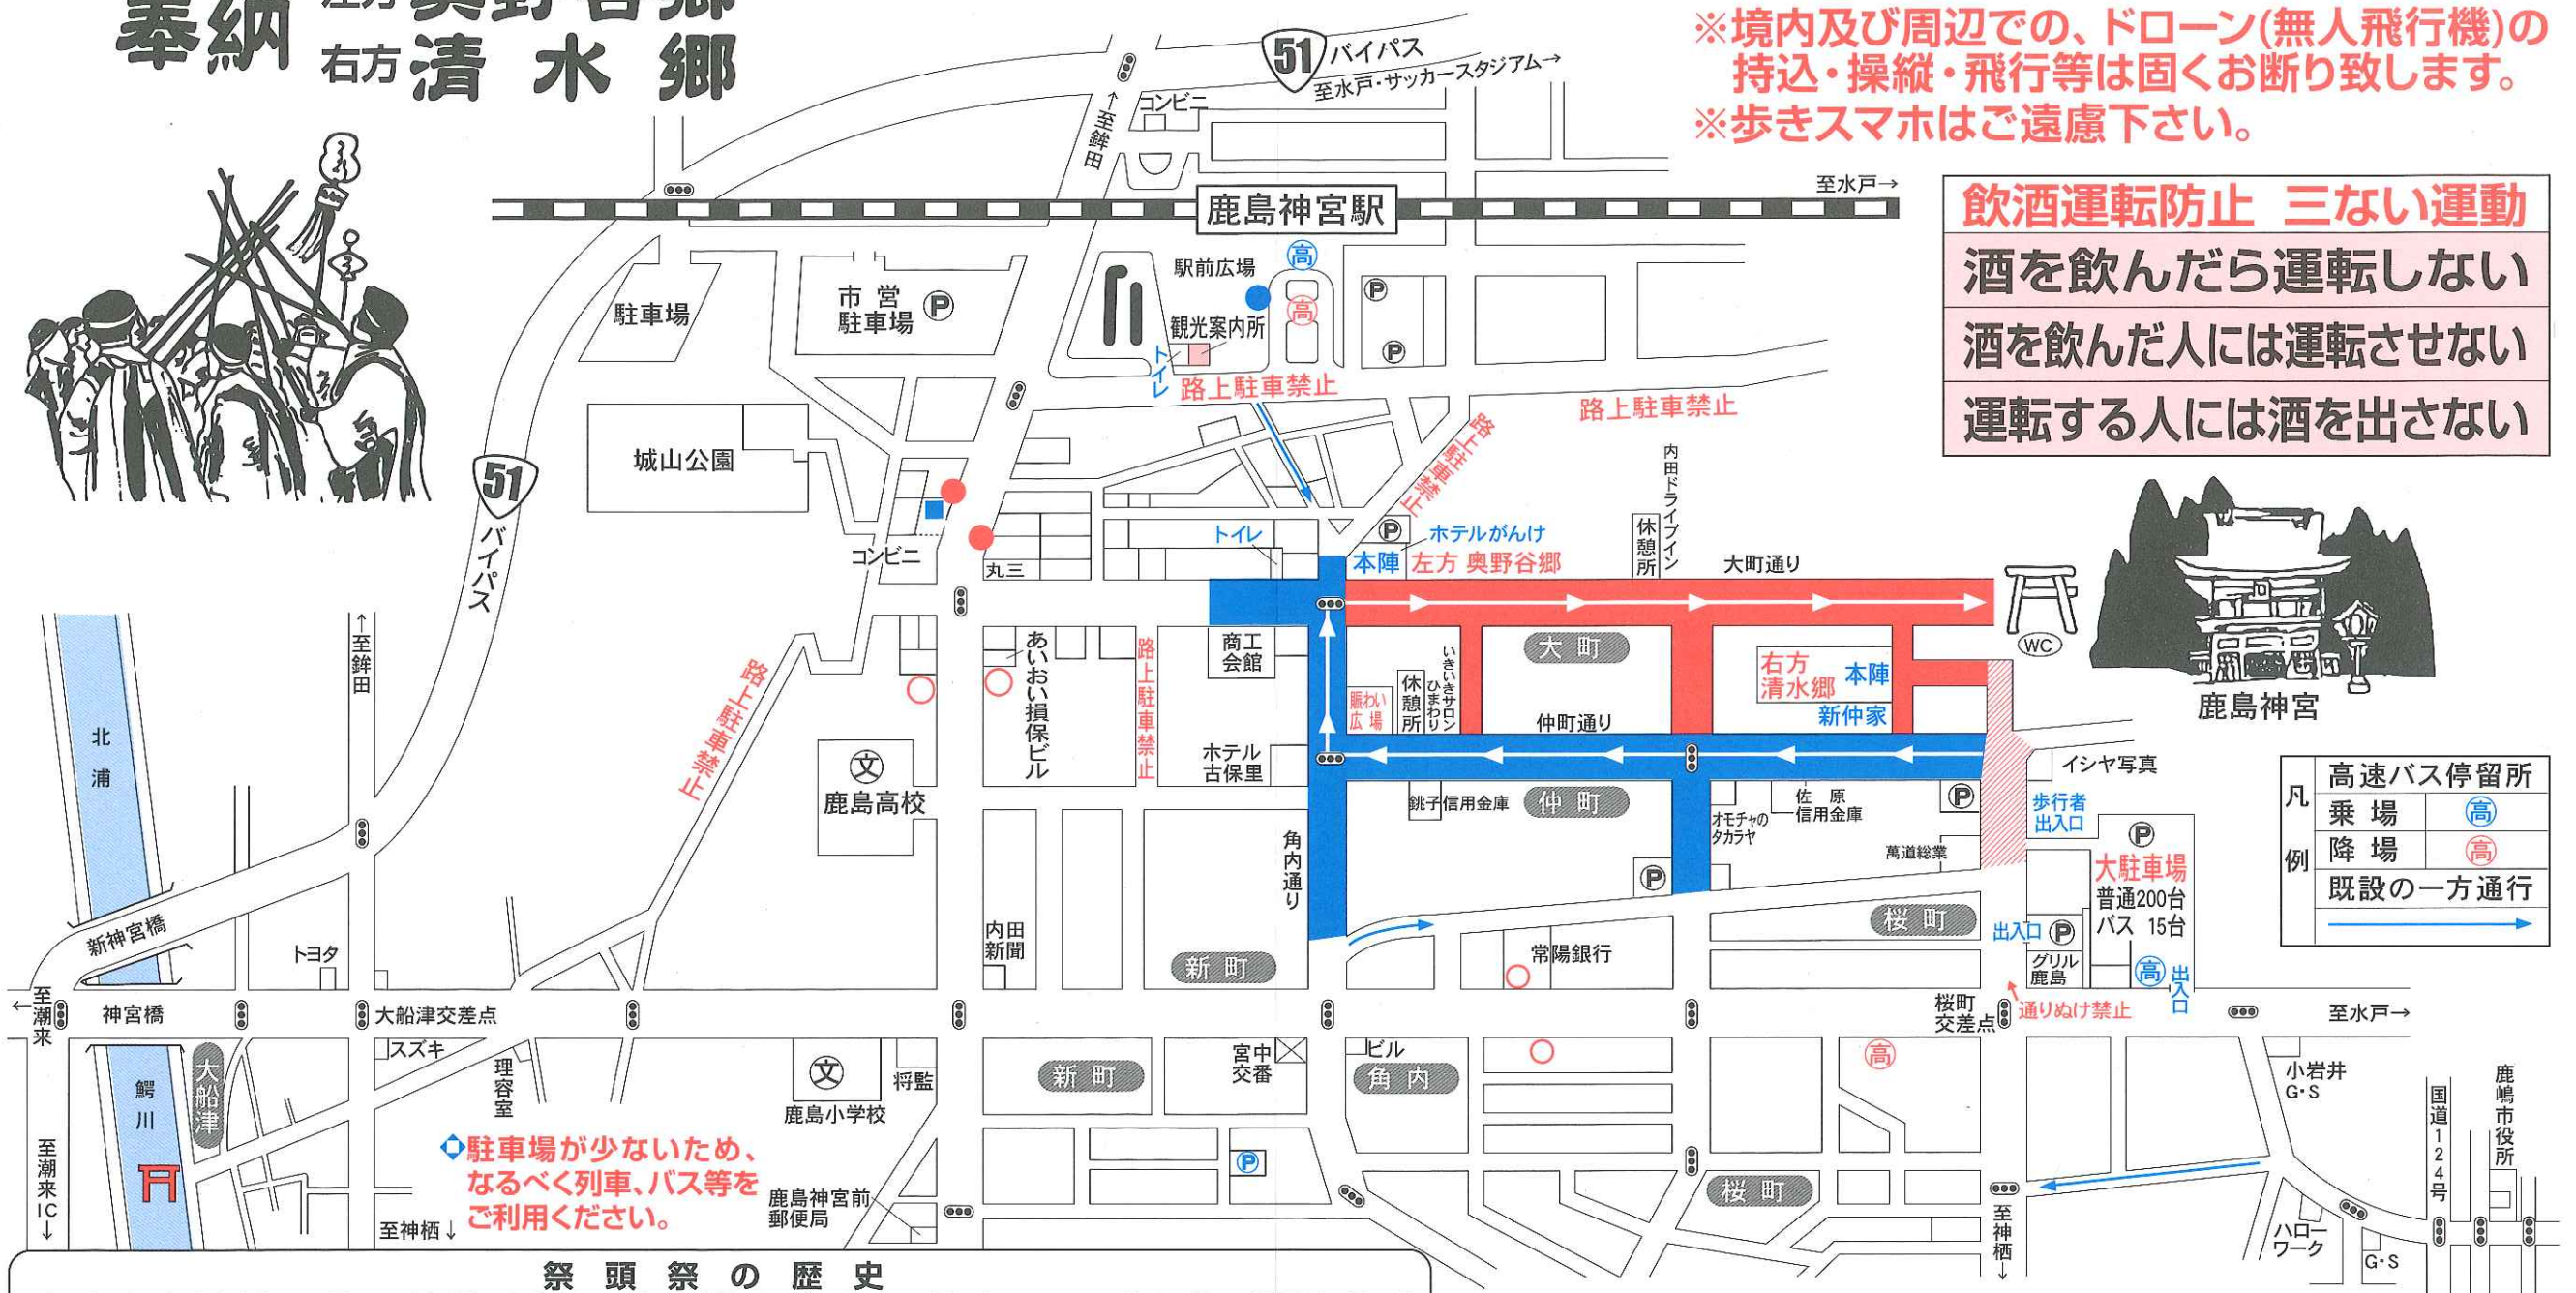 奉納
左方 奥野谷郷
右方 清水郷
※境内及び周辺での、ドローン(無人飛行機)の
持込・操縦・飛行等は固くお断り致します。
※歩きスマホはご遠慮下さい。
飲酒運転防止 三ない運動
酒を飲んだら運転しない
酒を飲んだ人には運転させない
運転する人には酒を出さない
51 バイパス
至水戸・サッカースタジアム→
←至鉾田
コンビニ
鹿島神宮駅
至水戸→
駐車場
市営
駐車場 P
駅前広場
高
高
観光案内所
トイレ
P
P
路上駐車禁止
路上駐車禁止
路上駐車禁止
城山公園
51
バイパス
コンビニ
丸三
トイレ
P
ホテルがんけ
本陣 左方 奥野谷郷
休憩所
内田ドライブイン
大町通り
WC
鹿島神宮
←至鉾田
北浦
路上駐車禁止
あいおい損保ビル
路上駐車禁止
商工
会館
大町
いきいきサロン
ひまわり
休憩所
賑わい
広場
仲町通り
右方
清水郷 本陣
新仲家
文
鹿島高校
ホテル
古保里
角内通り
銚子信用金庫
仲町
オモチャの
タカラヤ
佐原
信用金庫
P
萬道総業
P
イシヤ写真
歩行者
出入口
P
大駐車場
普通200台
バス 15台
出入口 P
グリル
鹿島
高 出入口
通りぬけ禁止
凡例
高速バス停留所
乗場 高
降場 高
既設の一方通行
新神宮橋
トヨタ
内田
新聞
新町
常陽銀行
桜町
桜町
交差点
至水戸→
←至潮来
神宮橋
大船津交差点
スズキ
大船津
鰐川
理容室
文
鹿島小学校
将監
新町
宮中
交番
ビル
角内
高
小岩井
G・S
国道124号
鹿嶋市役所
至潮来IC↓
駐車場が少ないため、
なるべく列車、バス等を
ご利用ください。
至神栖↓
鹿島神宮前
郵便局
P
桜町
至神栖↓
ハロー
ワーク
G・S
祭頭祭の歴史